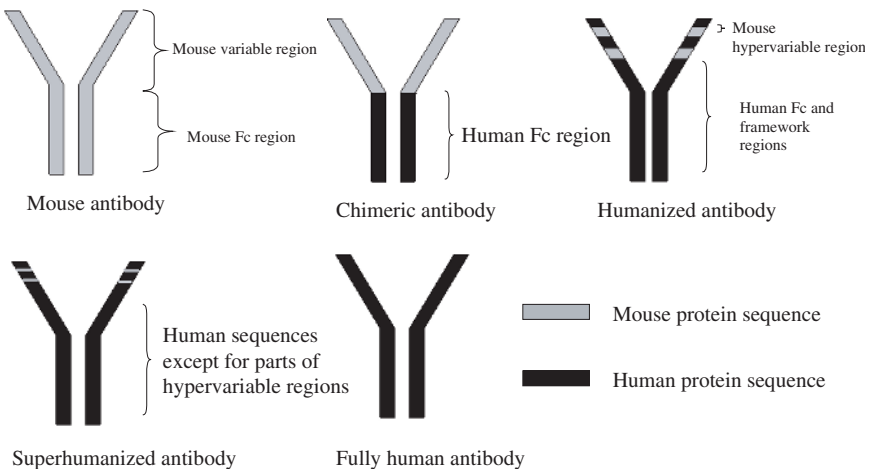 Mouse variable region
Mouse Fc region
Mouse antibody
Human Fc region
Chimeric antibody
Mouse
hypervariable region
Human Fc and
framework
regions
Humanized antibody
Human sequences
except for parts of
hypervariable regions
Superhumanized antibody
Fully human antibody
Mouse protein sequence
Human protein sequence